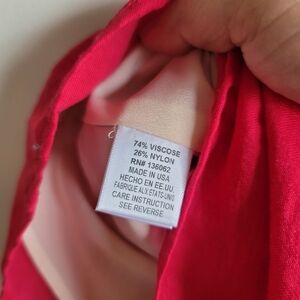 74% VISCOSE
26% NYLON
RN# 136062
MADE IN USA
HECHO EN EE.UU.
FABRIQUE AUX ETATS-UNIS
CARE INSTRUCTION
SEE REVERSE